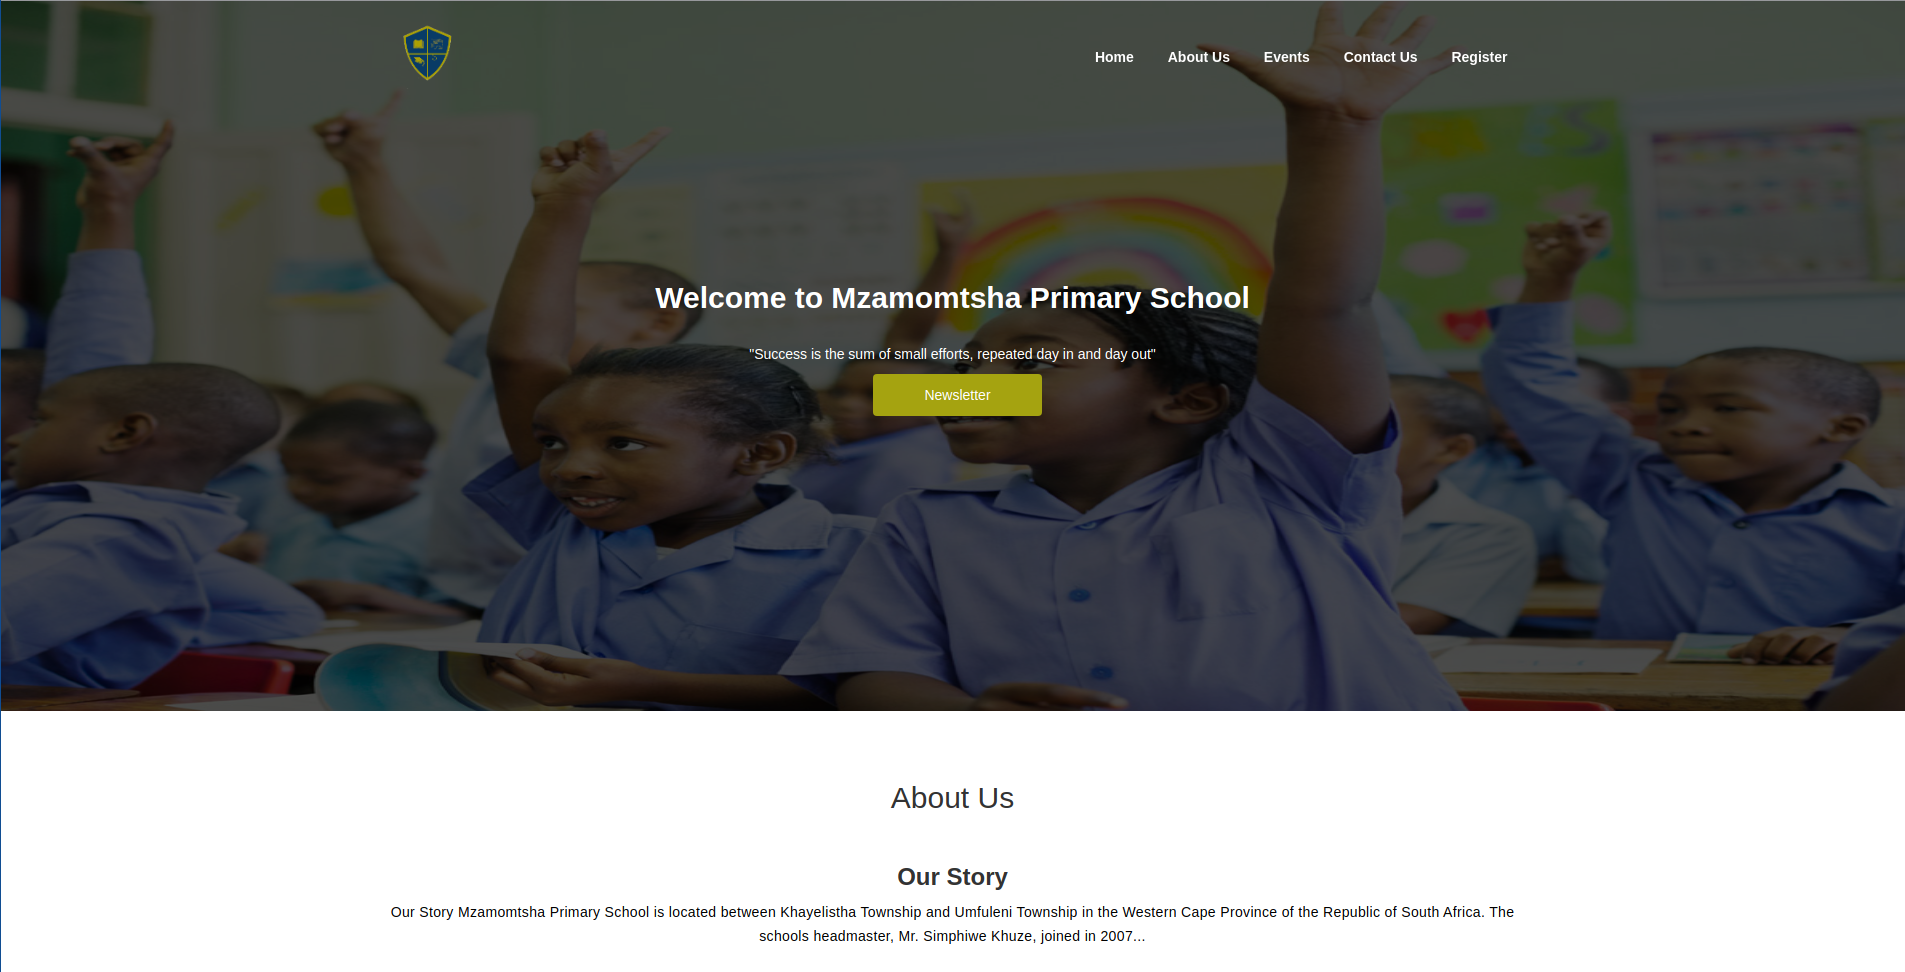 Home About Us Events Contact Us Register
Welcome to Mzamomtsha Primary School
"Success is the sum of small efforts, repeated day in and day out"
Newsletter
About Us
Our Story
Our Story Mzamomtsha Primary School is located between Khayelistha Township and Umfuleni Township in the Western Cape Province of the Republic of South Africa. The
schools headmaster, Mr. Simphiwe Khuze, joined in 2007...